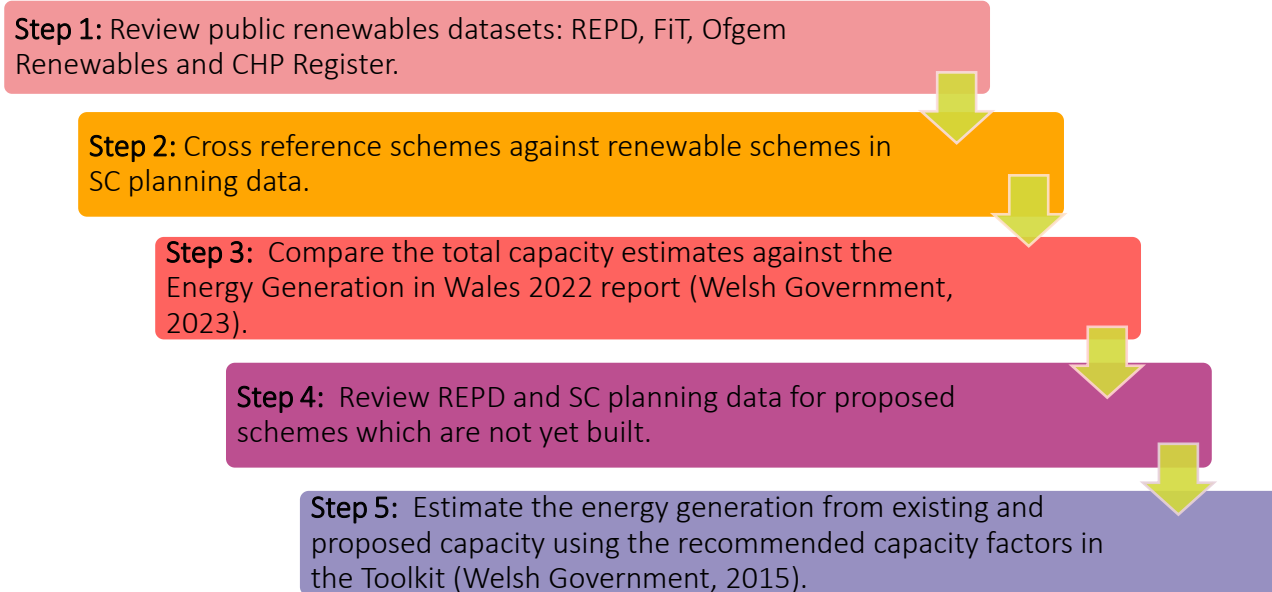 Step 1: Review public renewables datasets: REPD, FiT, Ofgem
Renewables and CHP Register.
Step 2: Cross reference schemes against renewable schemes in
SC planning data.
Step 3: Compare the total capacity estimates against the
Energy Generation in Wales 2022 report (Welsh Government,
2023).
Step 4: Review REPD and SC planning data for proposed
schemes which are not yet built.
Step 5: Estimate the energy generation from existing and
proposed capacity using the recommended capacity factors in
the Toolkit (Welsh Government, 2015).